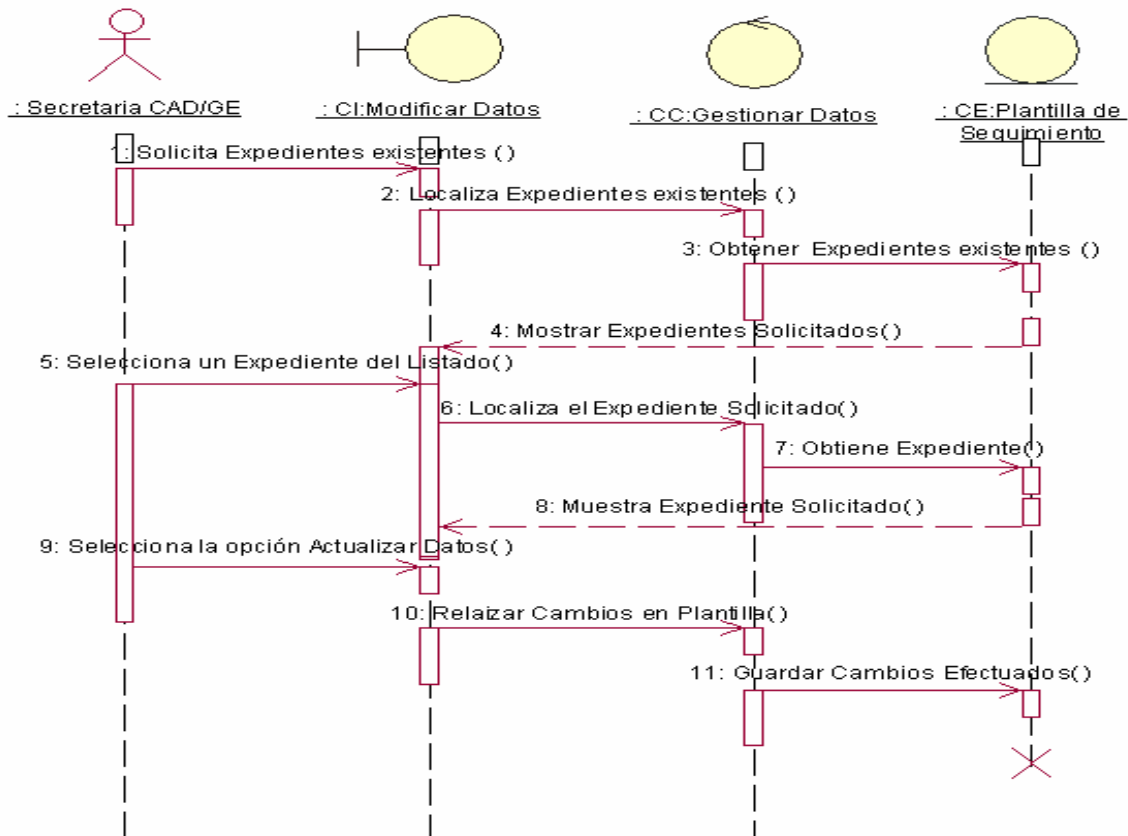 : Secretaria CAD/GE
: CI:Modificar Datos
: CC:Gestionar Datos
: CE:Plantilla de
Seguimiento
1: Solicita Expedientes existentes ()
2: Localiza Expedientes existentes ()
3: Obtener Expedientes existentes ()
4: Mostrar Expedientes Solicitados()
5: Selecciona un Expediente del Listado()
6: Localiza el Expediente Solicitado()
7: Obtiene Expediente()
8: Muestra Expediente Solicitado()
9: Selecciona la opción Actualizar Datos()
10: Relaizar Cambios en Plantilla()
11: Guardar Cambios Efectuados()